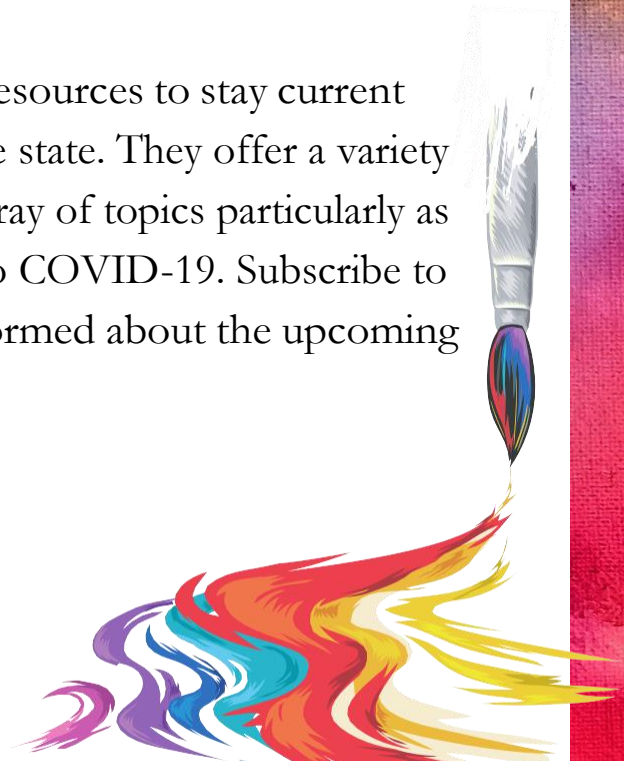 esources to stay current
e state. They offer a variety
ray of topics particularly as
o COVID-19. Subscribe to
ormed about the upcoming